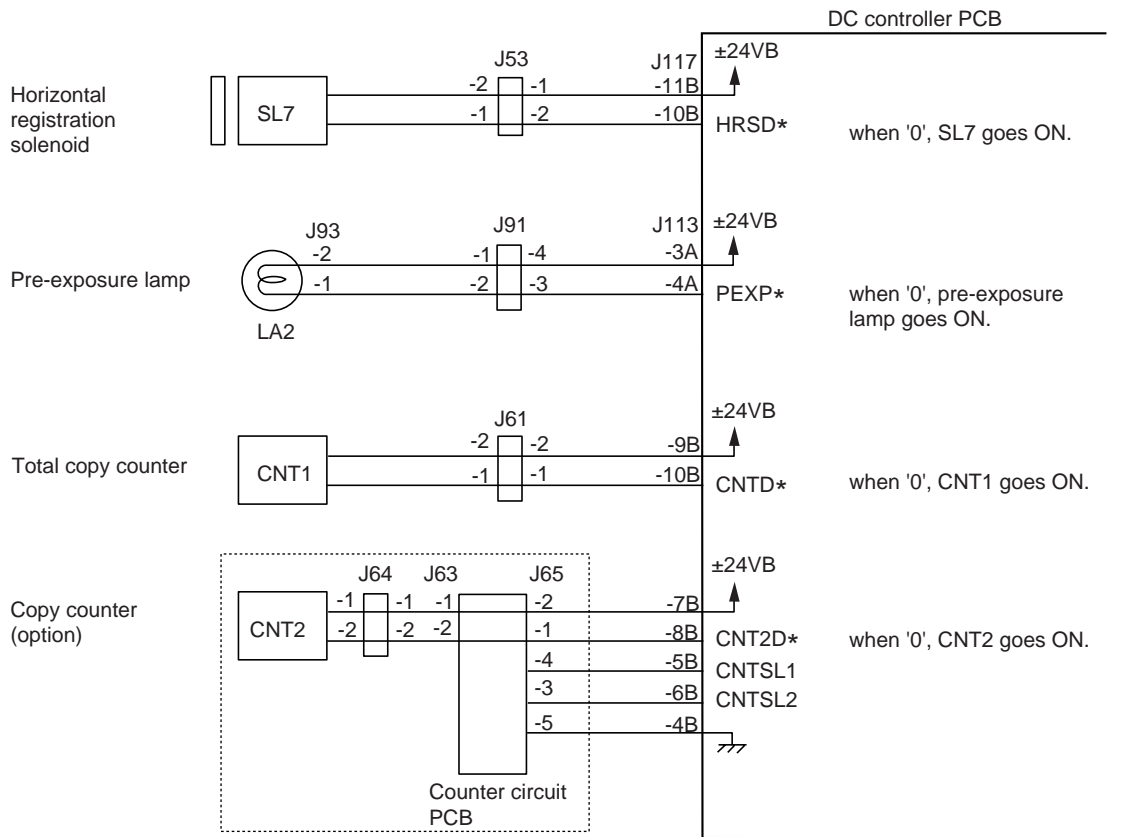 DC controller PCB
J53
J117
±24VB
-2
-1
-11B
Horizontal
registration
solenoid
SL7
-1
-2
-10B
HRSD*
when '0', SL7 goes ON.
J93
J91
J113
±24VB
-2
-1
-4
-3A
Pre-exposure lamp
-1
-2
-3
-4A
PEXP*
when '0', pre-exposure
lamp goes ON.
LA2
J61
±24VB
-2
-2
-9B
Total copy counter
CNT1
-1
-1
-10B
CNTD*
when '0', CNT1 goes ON.
J64
J63
J65
±24VB
-1
-1
-1
-2
-7B
Copy counter
(option)
CNT2
-2
-2
-2
-1
-8B
CNT2D*
when '0', CNT2 goes ON.
-4
-5B
CNTSL1
-3
-6B
CNTSL2
-5
-4B
Counter circuit
PCB